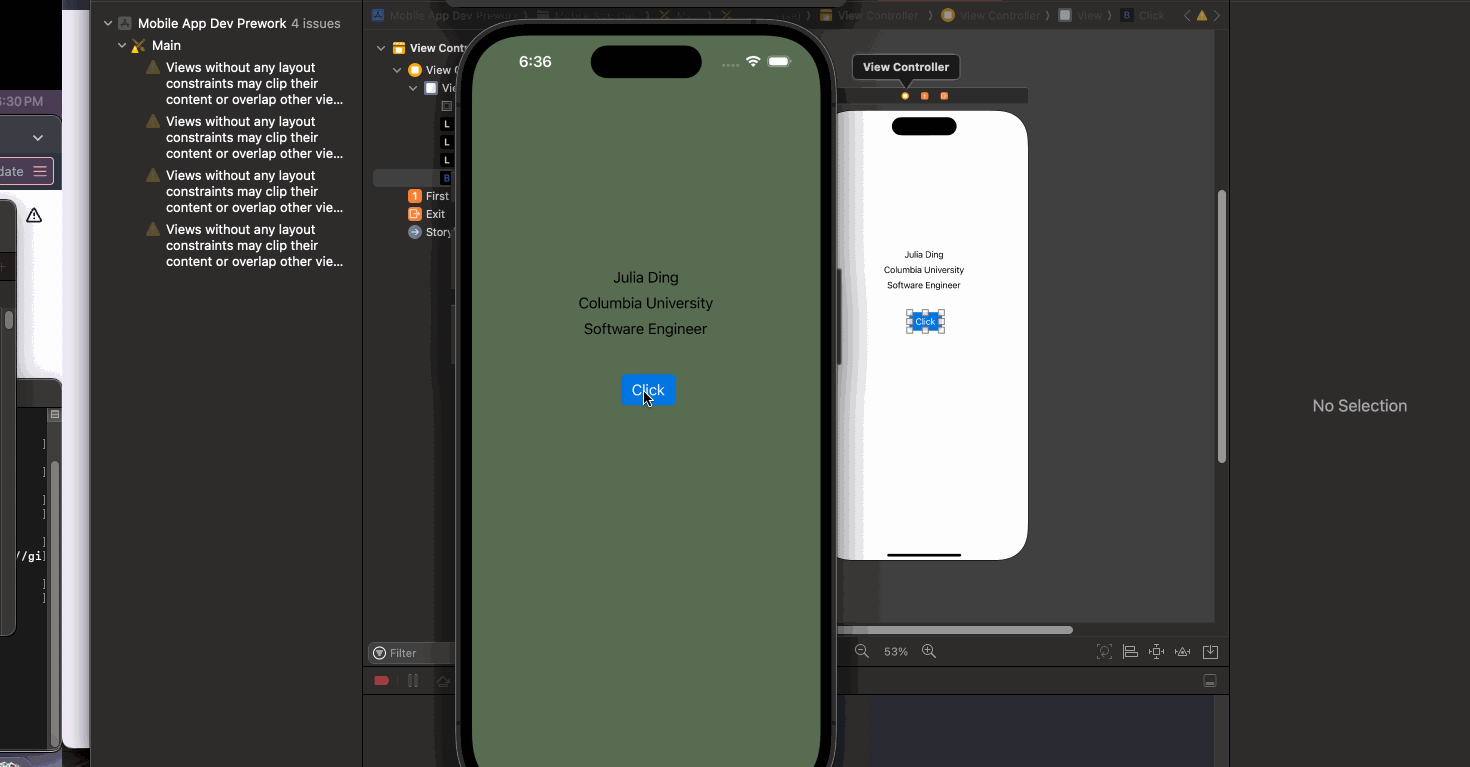 6:30 PM
date
//gi]
Mobile App Dev Prework 4 issues
Main
Views without any layout
constraints may clip their
content or overlap other vie...
Views without any layout
constraints may clip their
content or overlap other vie...
Views without any layout
constraints may clip their
content or overlap other vie...
Views without any layout
constraints may clip their
content or overlap other vie...
Mobile App Dev Prework
View Controller
View Controller
View
B Click
View Cont
View C
Vie
L
L
L
B
1 First
Exit
Story
Filter
6:36
Julia Ding
Columbia University
Software Engineer
Click
View Controller
Julia Ding
Columbia University
Software Engineer
Click
53%
No Selection